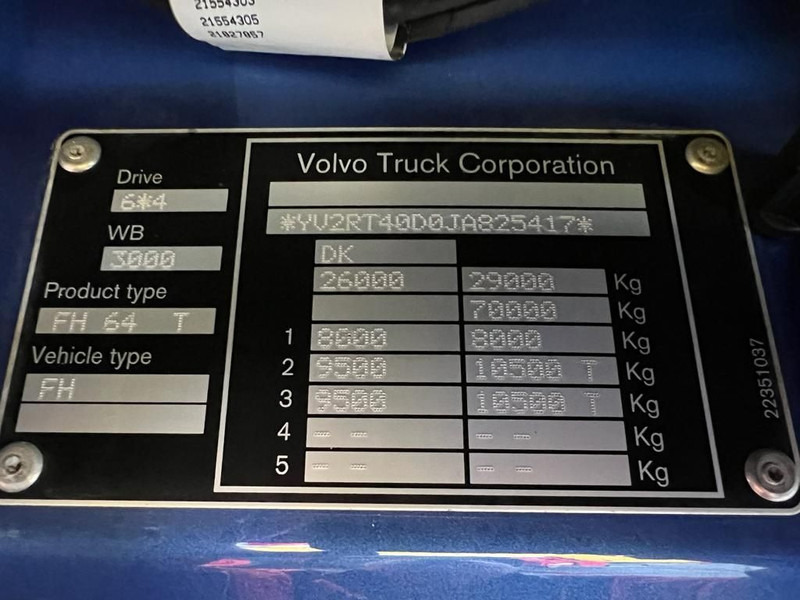 21554303
21554305
21827057
Volvo Truck Corporation
Drive
6*4
WB
3000
Product type
FH 64 T
Vehicle type
FH
*YV2RT40D0JA825417*
DK
26000 29000 Kg
70000 Kg
1 8000 8000 Kg
2 9500 10500 T Kg
3 9500 10500 T Kg
4 -- -- Kg
5 -- -- Kg
22351037